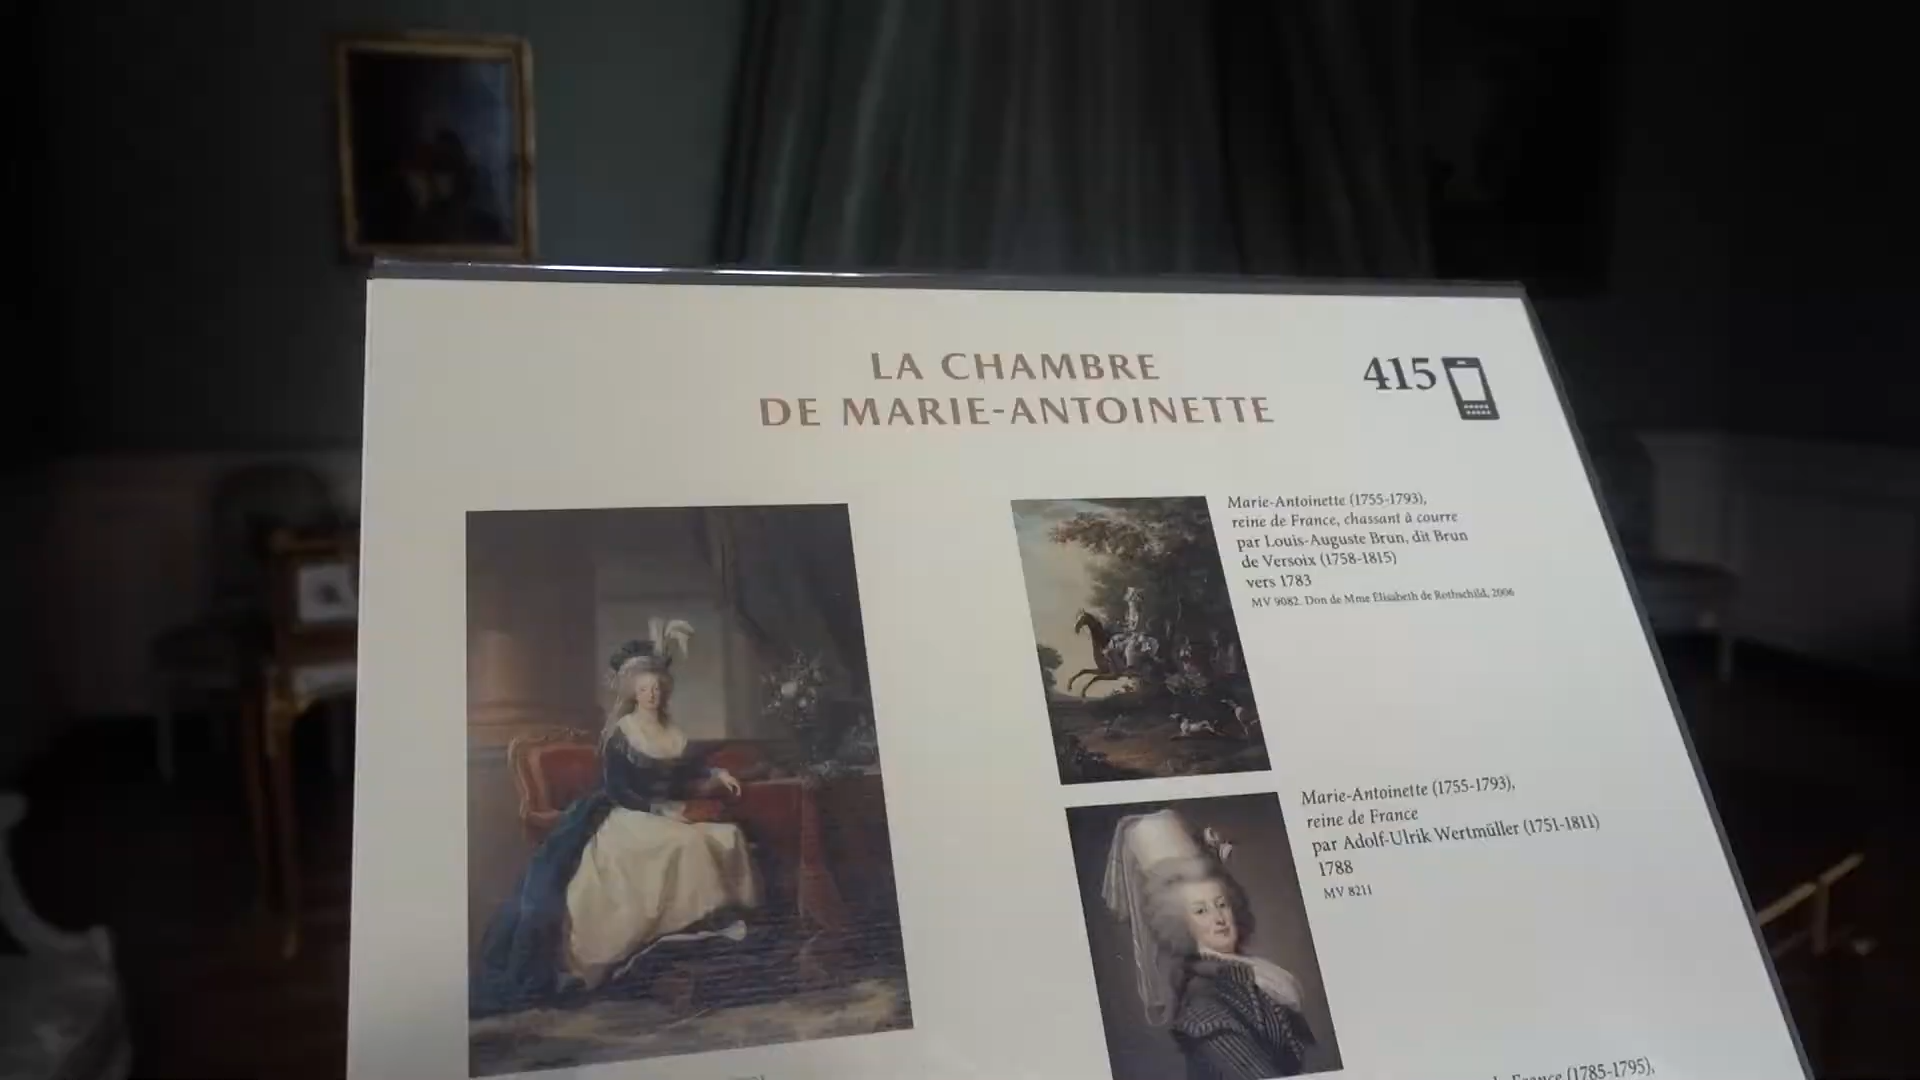 LA CHAMBRE
DE MARIE-ANTOINETTE
415
Marie-Antoinette (1755-1793),
reine de France, chassant à courre
par Louis-Auguste Brun, dit Brun
de Versoix (1758-1815)
vers 1783
MV 9082. Don de Mme Élisabeth de Rothschild, 2006
Marie-Antoinette (1755-1793),
reine de France
par Adolf-Ulrik Wertmüller (1751-1811)
1788
MV 8211
France (1785-1795),